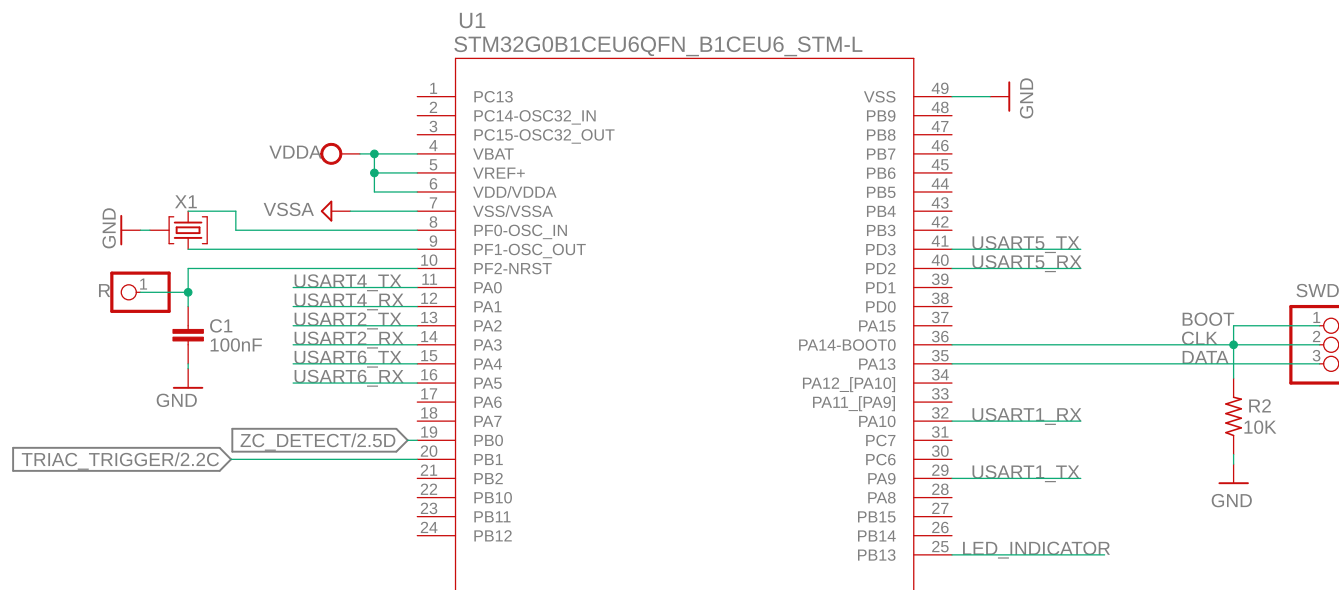 U1
STM32G0B1CEU6QFN_B1CEU6_STM-L
1 PC13
2 PC14-OSC32_IN
3 PC15-OSC32_OUT
VDDA 4 VBAT
5 VREF+
6 VDD/VDDA
VSSA 7 VSS/VSSA
X1
GND
8 PF0-OSC_IN
9 PF1-OSC_OUT
10 PF2-NRST
R 1
USART4_TX 11 PA0
USART4_RX 12 PA1
USART2_TX 13 PA2
USART2_RX 14 PA3
USART6_TX 15 PA4
USART6_RX 16 PA5
C1
100nF
GND
17 PA6
18 PA7
ZC_DETECT/2.5D 19 PB0
TRIAC_TRIGGER/2.2C 20 PB1
21 PB2
22 PB10
23 PB11
24 PB12
VSS 49 GND
PB9 48
PB8 47
PB7 46
PB6 45
PB5 44
PB4 43
PB3 42
PD3 41 USART5_TX
PD2 40 USART5_RX
PD1 39
PD0 38
PA15 37
PA14-BOOT0 36
PA13 35
PA12_[PA10] 34
PA11_[PA9] 33
PA10 32 USART1_RX
PC7 31
PC6 30
PA9 29 USART1_TX
PA8 28
PB15 27
PB14 26
PB13 25 LED_INDICATOR
SWD
BOOT 1
CLK 2
DATA 3
R2
10K
GND